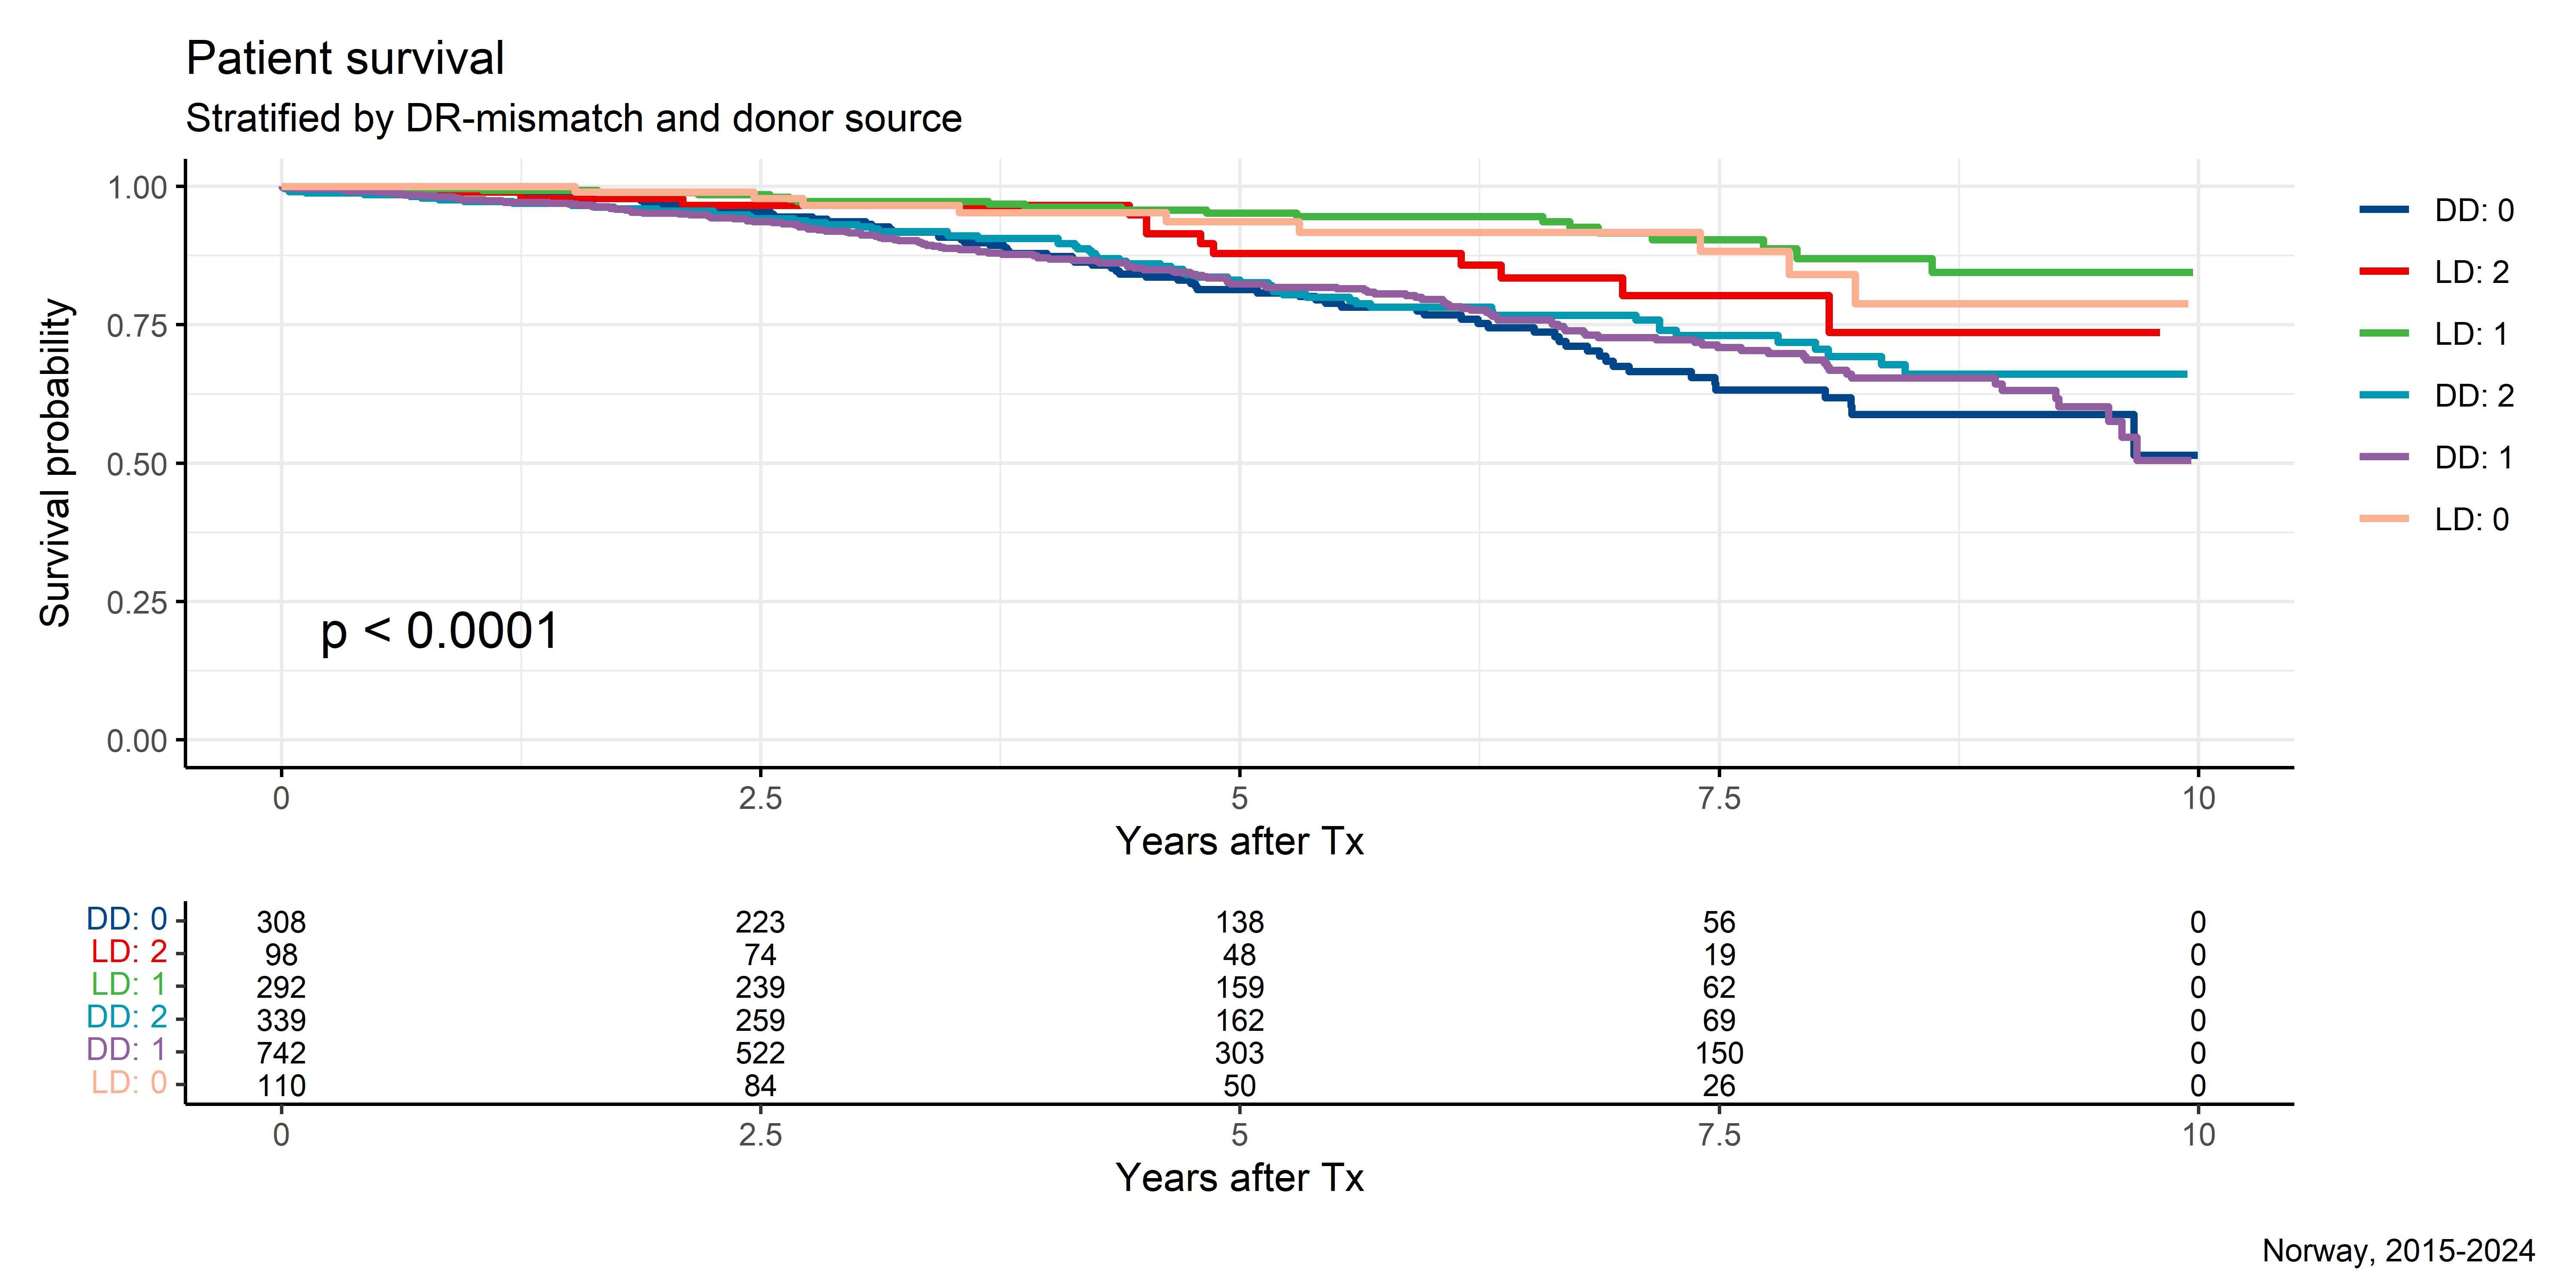 Patient survival
Stratified by DR-mismatch and donor source
Survival probability
1.00
0.75
0.50
0.25
0.00
p < 0.0001
0 2.5 5 7.5 10
Years after Tx
DD: 0
LD: 2
LD: 1
DD: 2
DD: 1
LD: 0
DD: 0 308 223 138 56 0
LD: 2 98 74 48 19 0
LD: 1 292 239 159 62 0
DD: 2 339 259 162 69 0
DD: 1 742 522 303 150 0
LD: 0 110 84 50 26 0
0 2.5 5 7.5 10
Years after Tx
Norway, 2015-2024